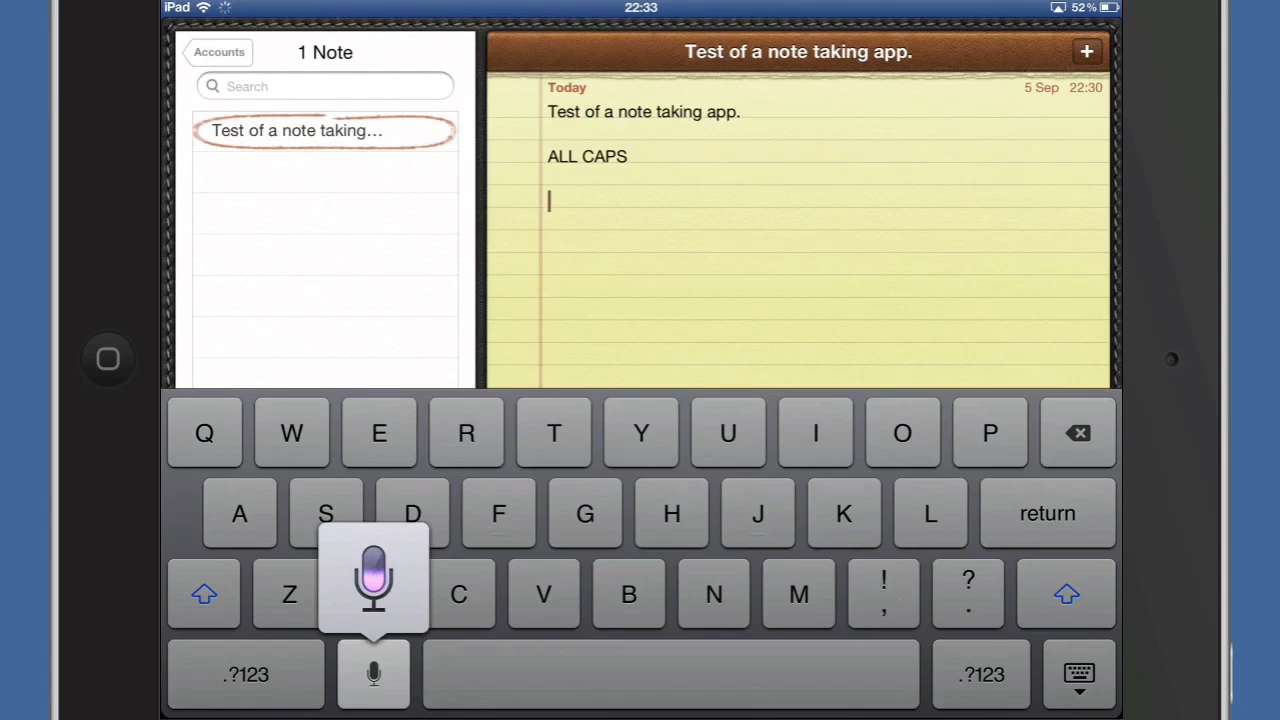 iPad 22:33 52%
Accounts 1 Note Test of a note taking app. +
Search
Today 5 Sep 22:30
Test of a note taking app.
Test of a note taking...
ALL CAPS
Q W E R T Y U I O P
A S D F G H J K L return
Z C V B N M ! , ? .
.?123 .?123